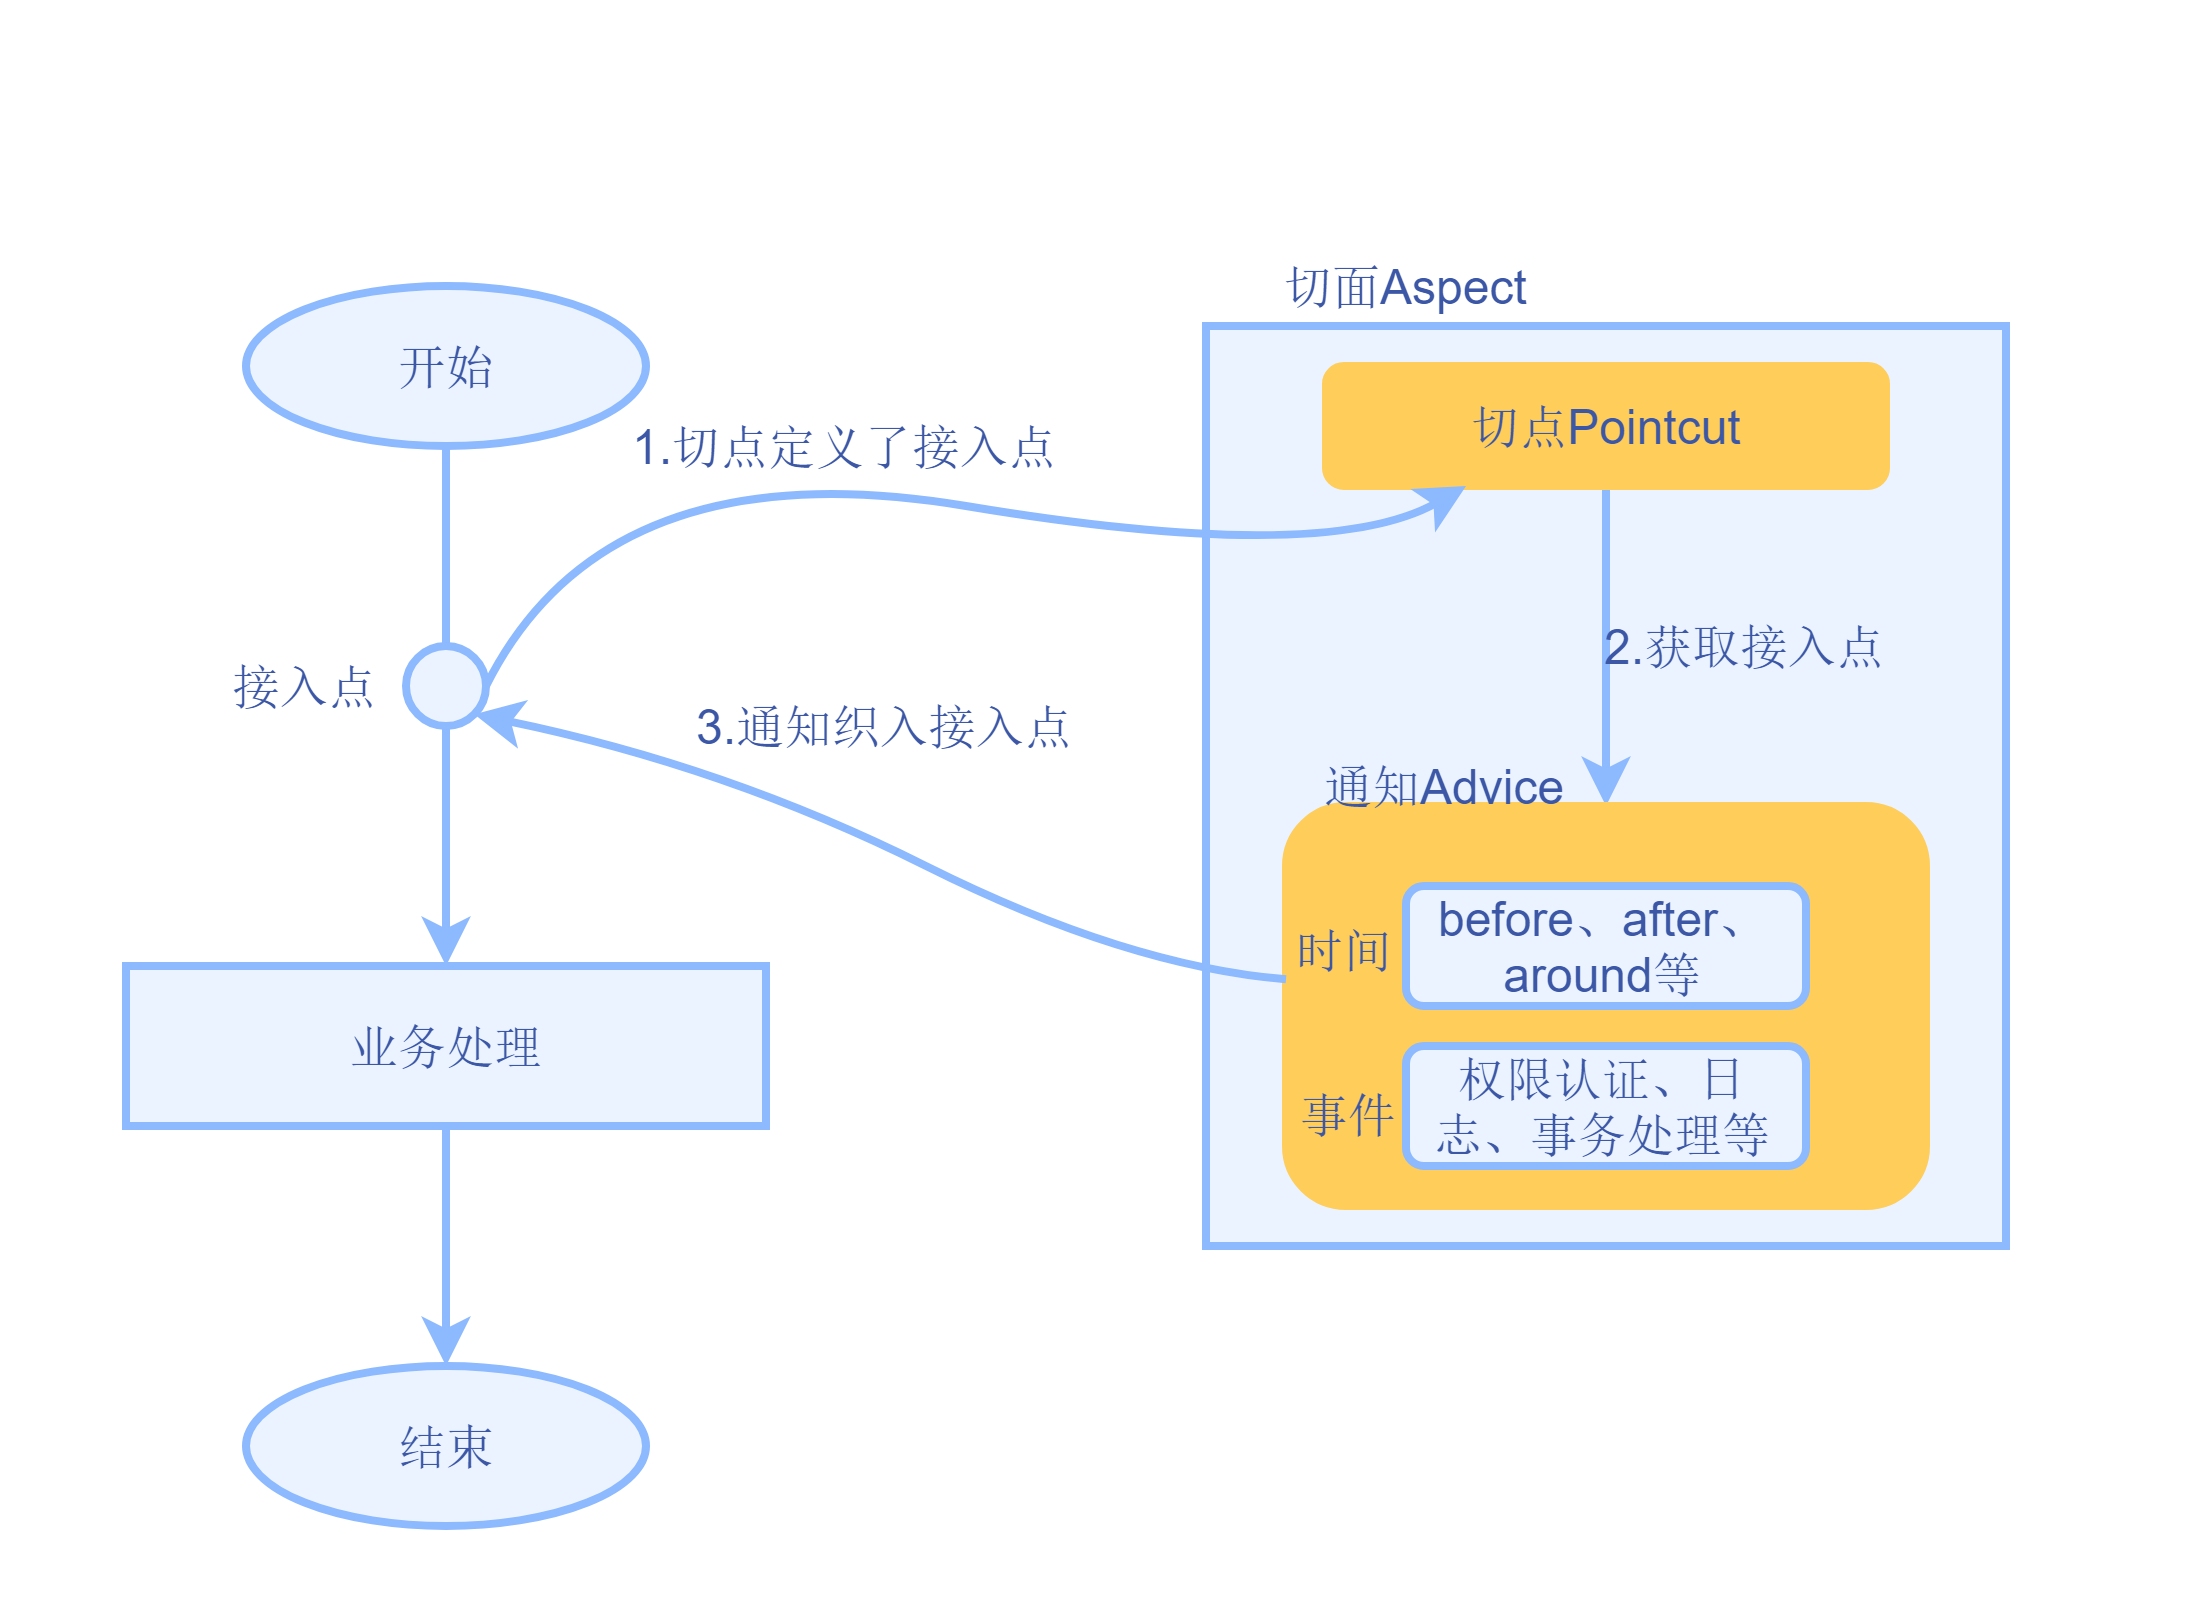 切面Aspect
开始
切点Pointcut
1.切点定义了接入点
2.获取接入点
接入点
3.通知织入接入点
通知Advice
时间
before、after、
around等
业务处理
事件
权限认证、日
志、事务处理等
结束